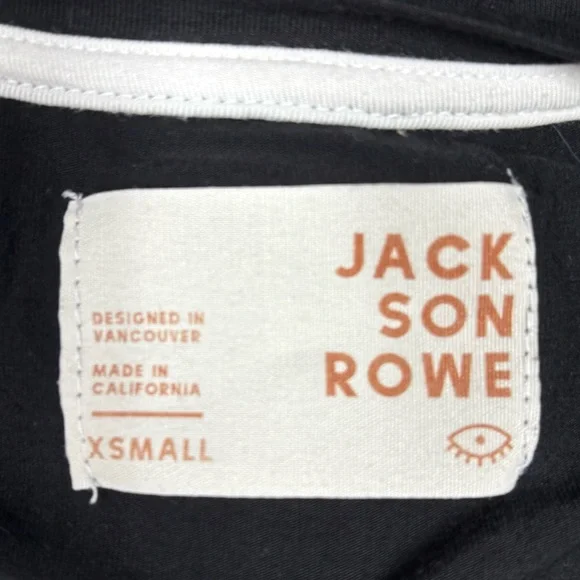 JACK
SON
ROWE
DESIGNED IN
VANCOUVER
MADE IN
CALIFORNIA
XSMALL